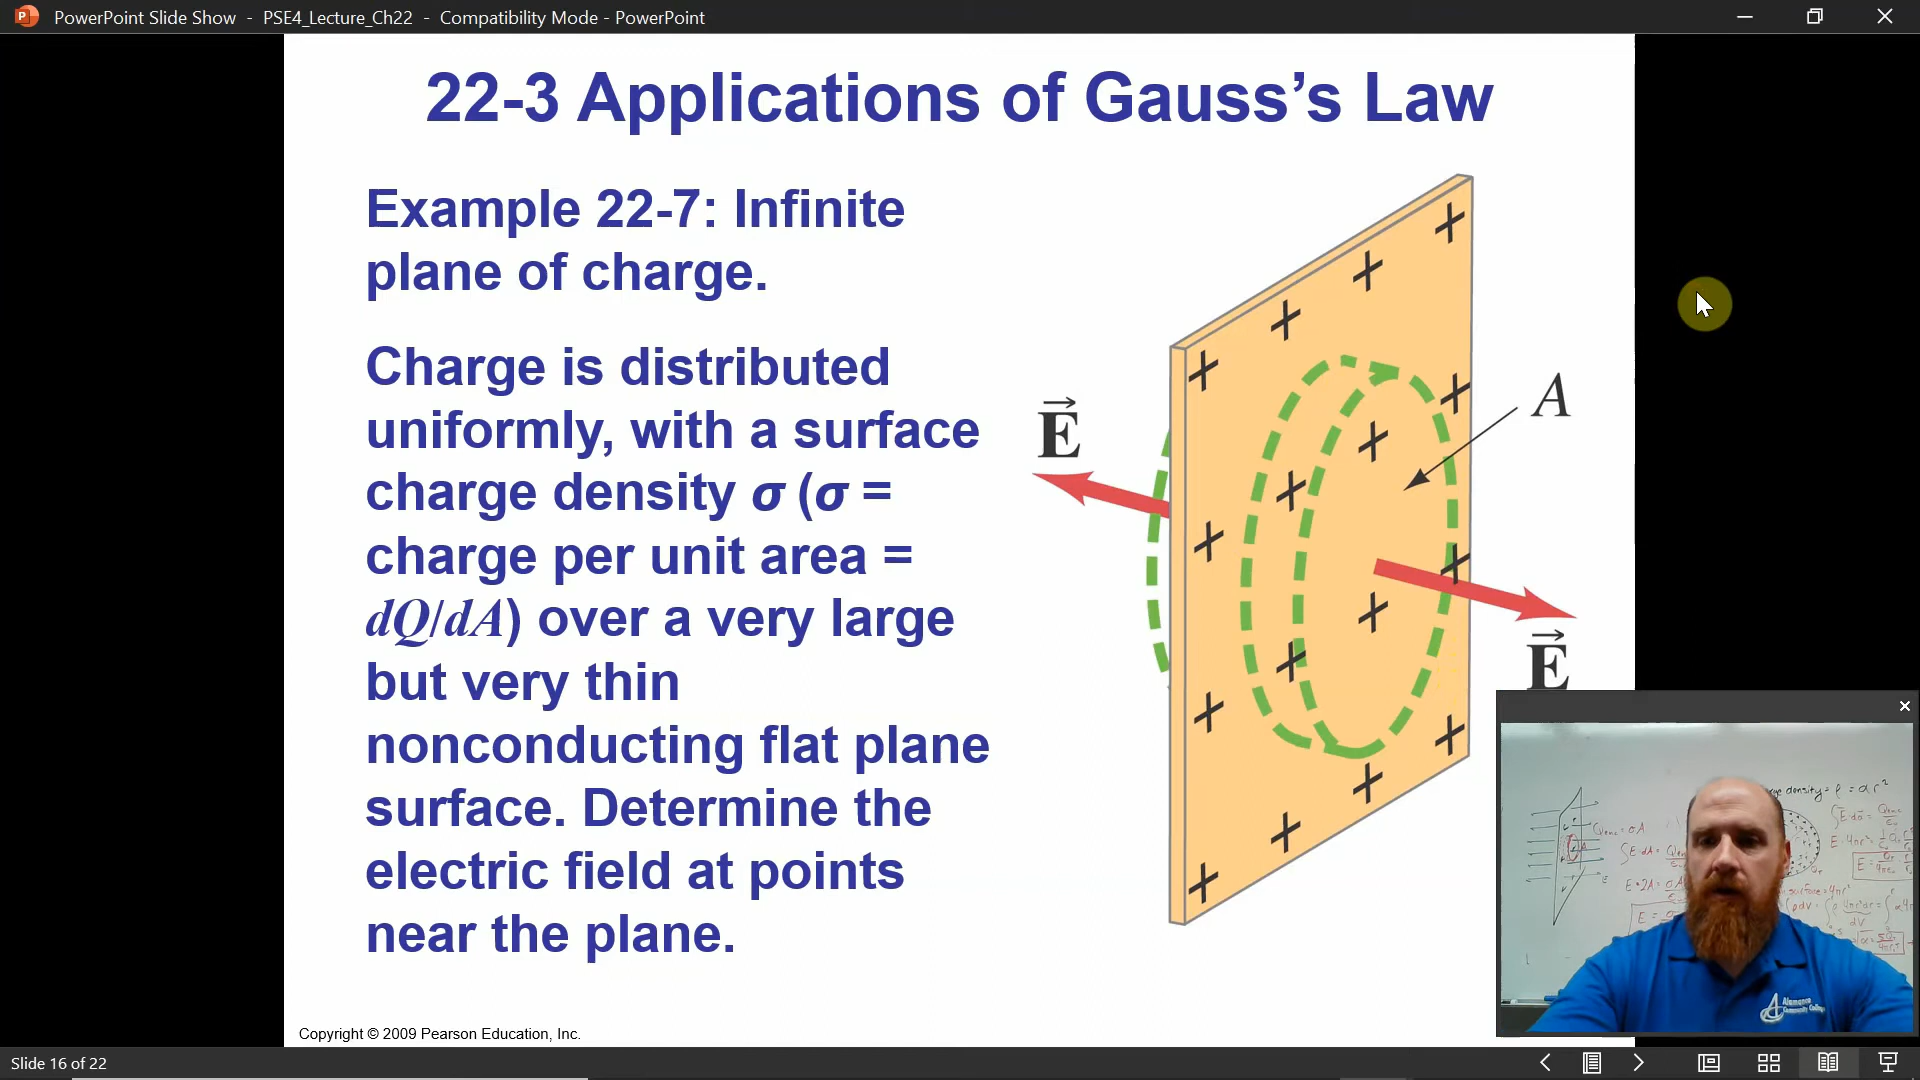 PowerPoint Slide Show - PSE4_Lecture_Ch22 - Compatibility Mode - PowerPoint
22-3 Applications of Gauss’s Law
Example 22-7: Infinite
plane of charge.
Charge is distributed
uniformly, with a surface
charge density σ (σ =
charge per unit area =
dQ/dA) over a very large
but very thin
nonconducting flat plane
surface. Determine the
electric field at points
near the plane.
E
A
E
Alamance
Community College
Copyright © 2009 Pearson Education, Inc.
Slide 16 of 22